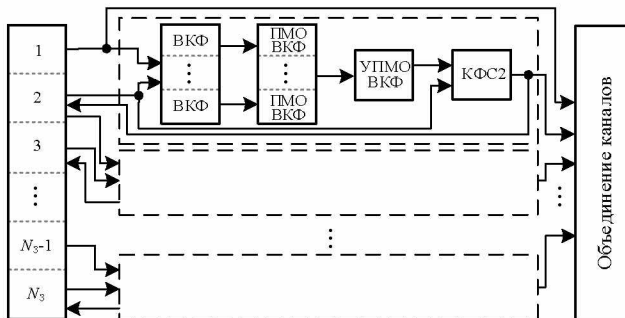 1
2
3
⋮
N₃-1
N₃
ВКФ
⋮
ВКФ
ПМО
ВКФ
⋮
ПМО
ВКФ
УПМО
ВКФ
КФС2
⋮
⋮
Объединение каналов